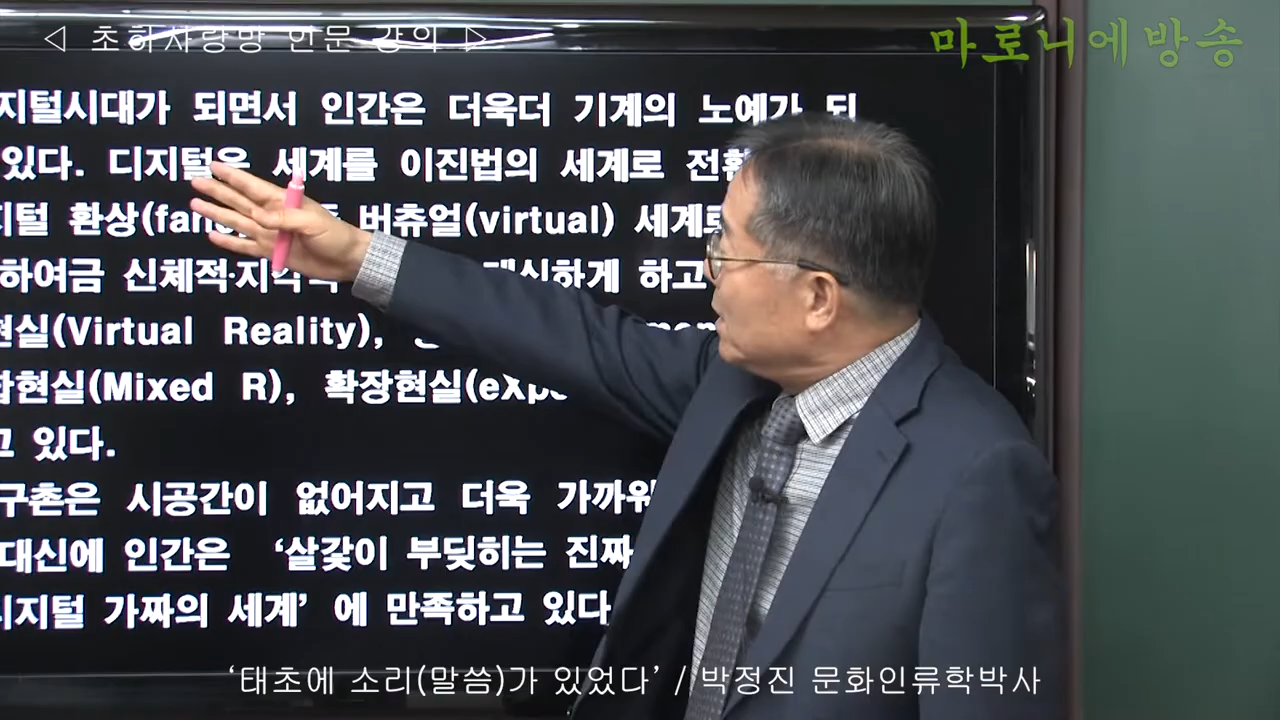 ◁ 초하사랑방 인문 강의 ▷
마로니에방송
지털시대가 되면서 인간은 더욱더 기계의 노예가 되
있다. 디지털은 세계를 이진법의 세계로
지털 환상(fan 버츄얼(virtual) 세계로
하여금 신체적·지각적 대신하게 하고
현실(Virtual Reality),
합현실(Mixed R), 확장현실(eXpe
고 있다.
구촌은 시공간이 없어지고 더욱 가까워
대신에 인간은 ‘살갗이 부딪히는 진짜
디지털 가짜의 세계’ 에 만족하고 있다
‘태초에 소리(말씀)가 있었다’ / 박정진 문화인류학박사